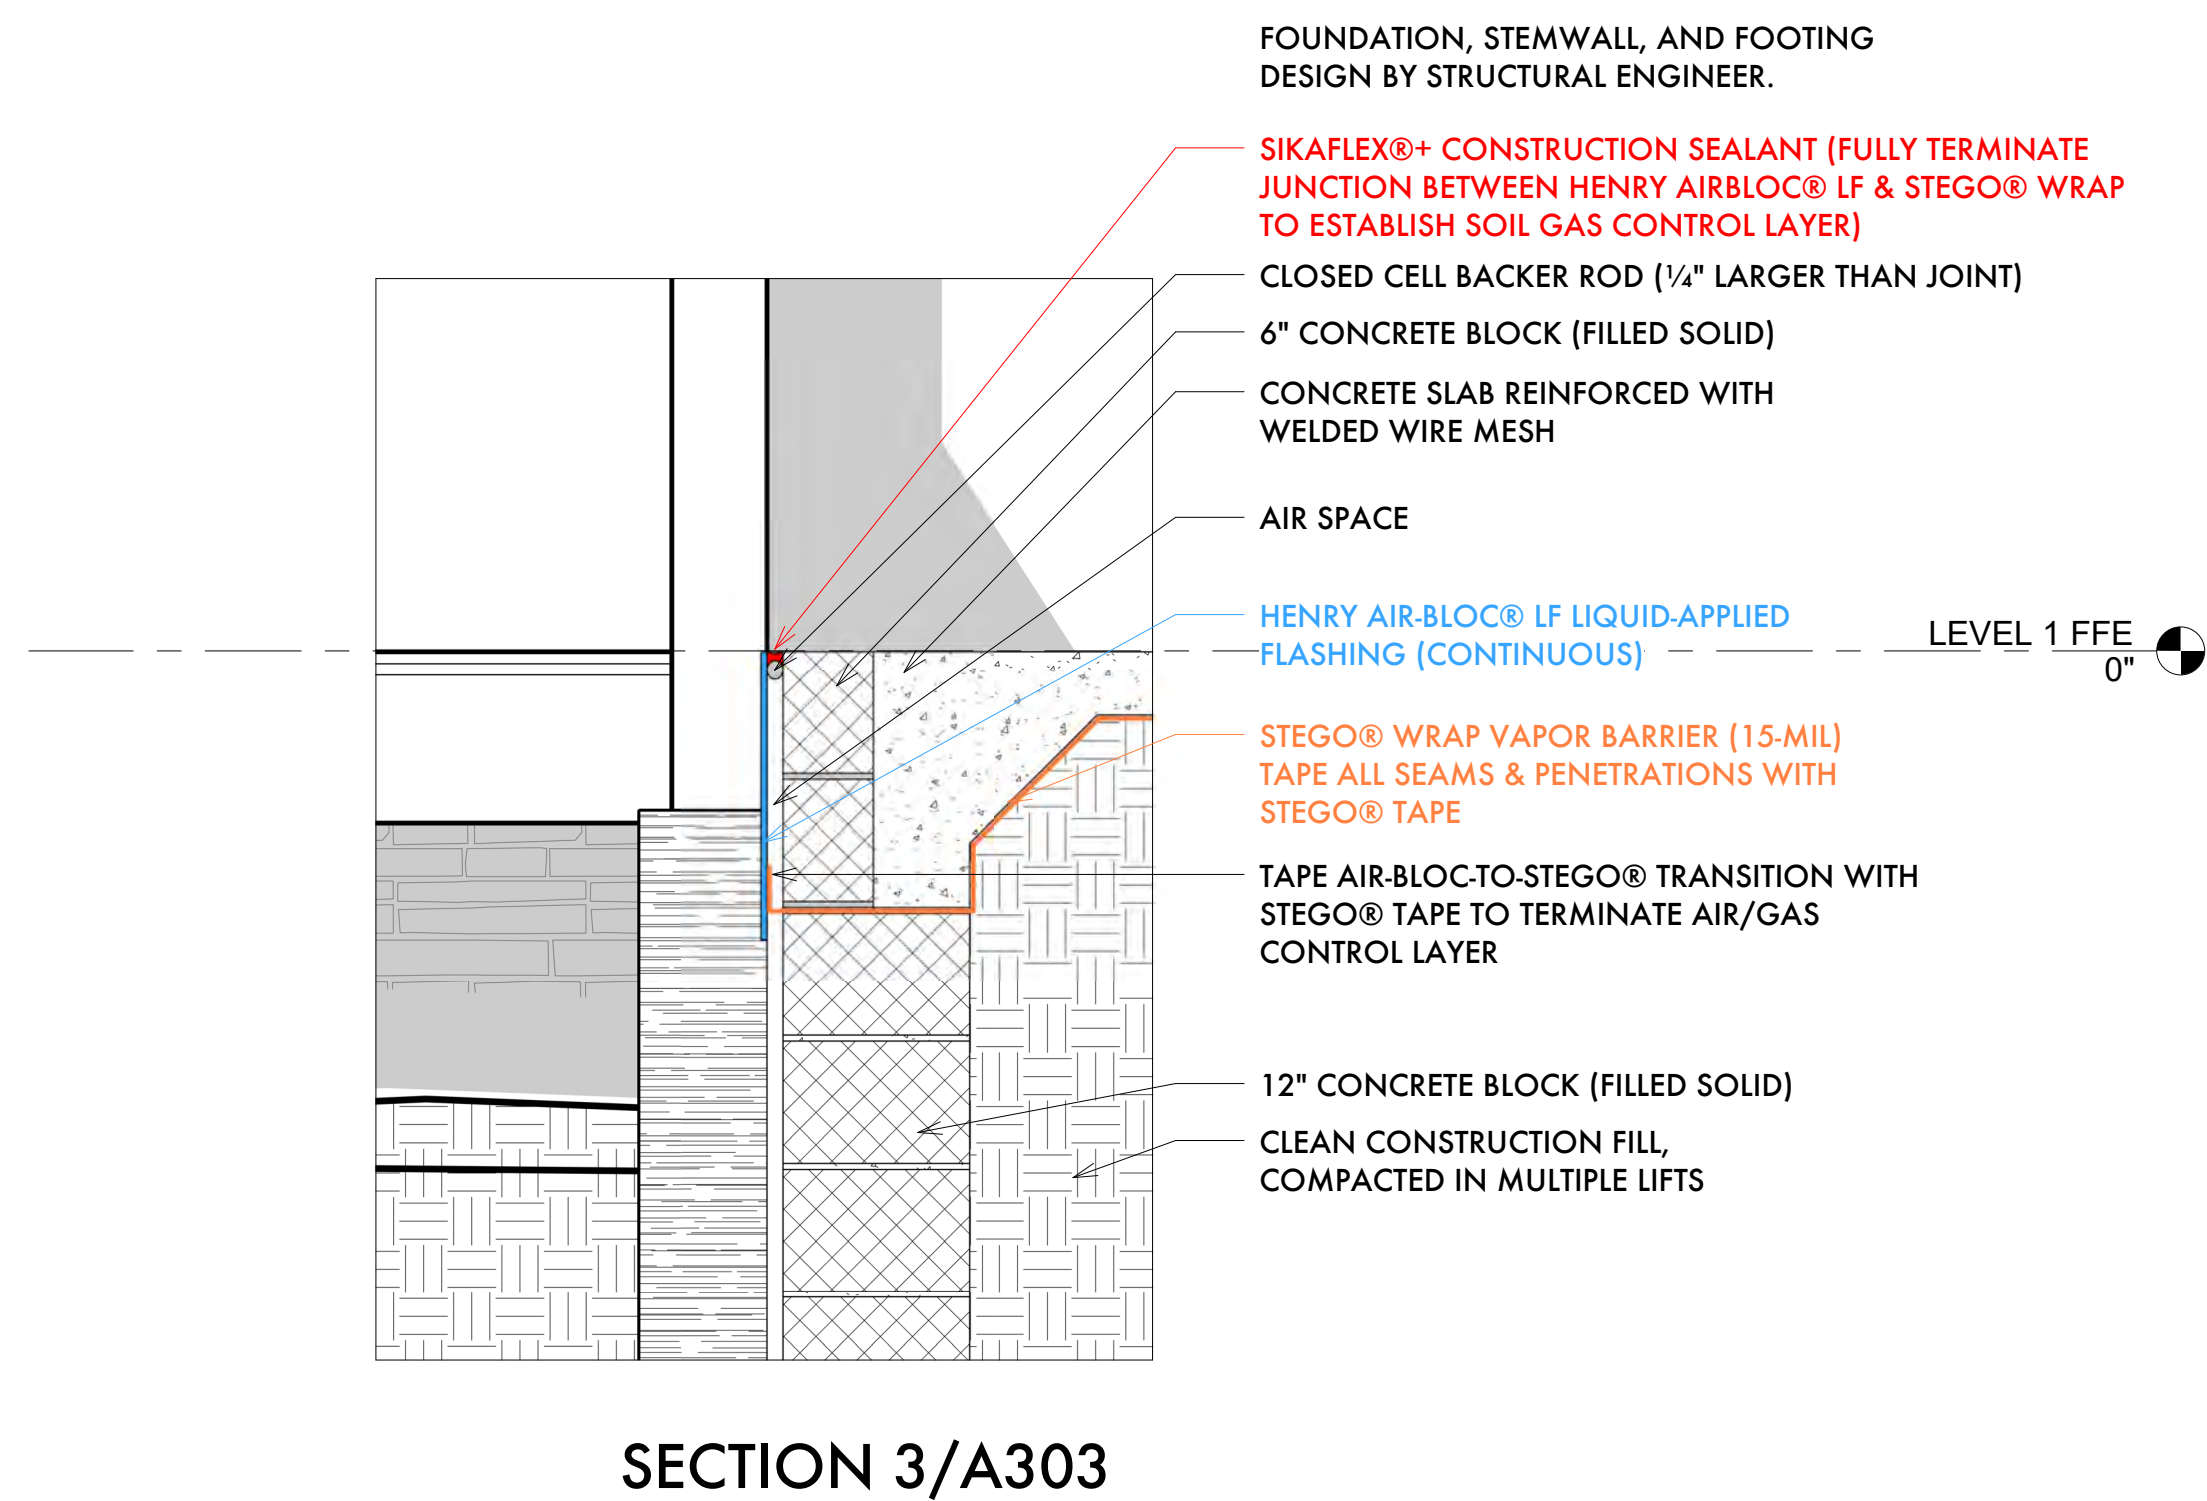 FOUNDATION, STEMWALL, AND FOOTING
DESIGN BY STRUCTURAL ENGINEER.
SIKAFLEX®+ CONSTRUCTION SEALANT (FULLY TERMINATE
JUNCTION BETWEEN HENRY AIRBLOC® LF & STEGO® WRAP
TO ESTABLISH SOIL GAS CONTROL LAYER)
CLOSED CELL BACKER ROD (¼" LARGER THAN JOINT)
6" CONCRETE BLOCK (FILLED SOLID)
CONCRETE SLAB REINFORCED WITH
WELDED WIRE MESH
AIR SPACE
HENRY AIR-BLOC® LF LIQUID-APPLIED
FLASHING (CONTINUOUS)
LEVEL 1 FFE
0"
STEGO® WRAP VAPOR BARRIER (15-MIL)
TAPE ALL SEAMS & PENETRATIONS WITH
STEGO® TAPE
TAPE AIR-BLOC-TO-STEGO® TRANSITION WITH
STEGO® TAPE TO TERMINATE AIR/GAS
CONTROL LAYER
12" CONCRETE BLOCK (FILLED SOLID)
CLEAN CONSTRUCTION FILL,
COMPACTED IN MULTIPLE LIFTS
SECTION 3/A303